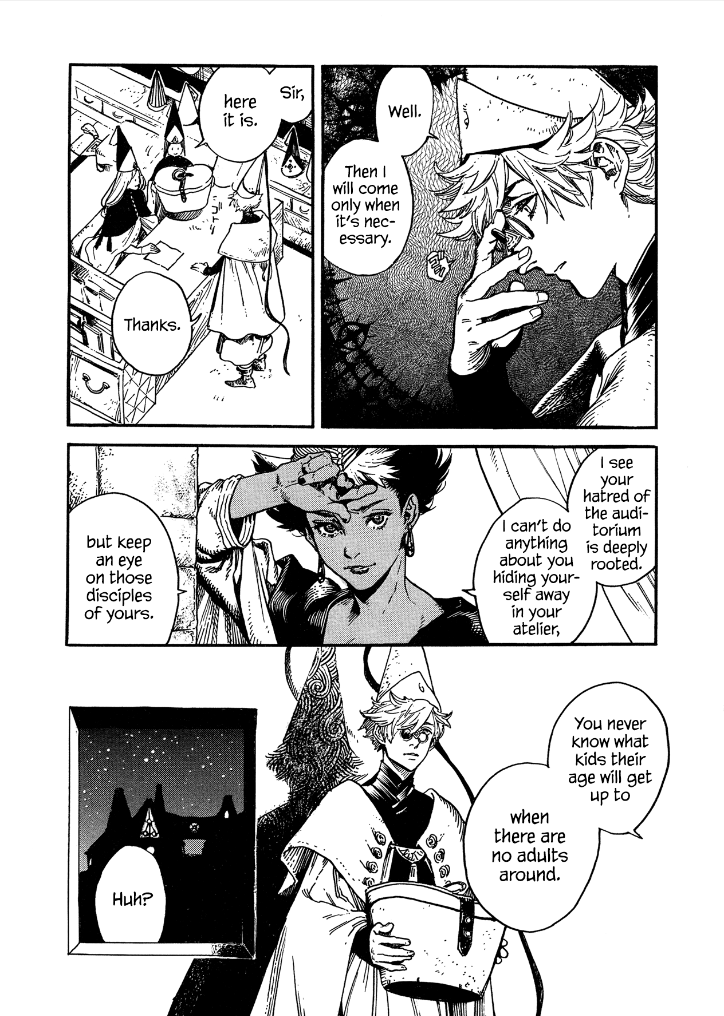 Well.
Then I
will come
only when
it's nec-
essary.
Sir,
here
it is.
Thanks.
I see
your
hatred of
the audi-
torium
is deeply
rooted.
I can't do
anything
about you
hiding your-
self away
in your
atelier,
but keep
an eye
on those
disciples
of yours.
You never
know what
kids their
age will get
up to
when
there are
no adults
around.
Huh?